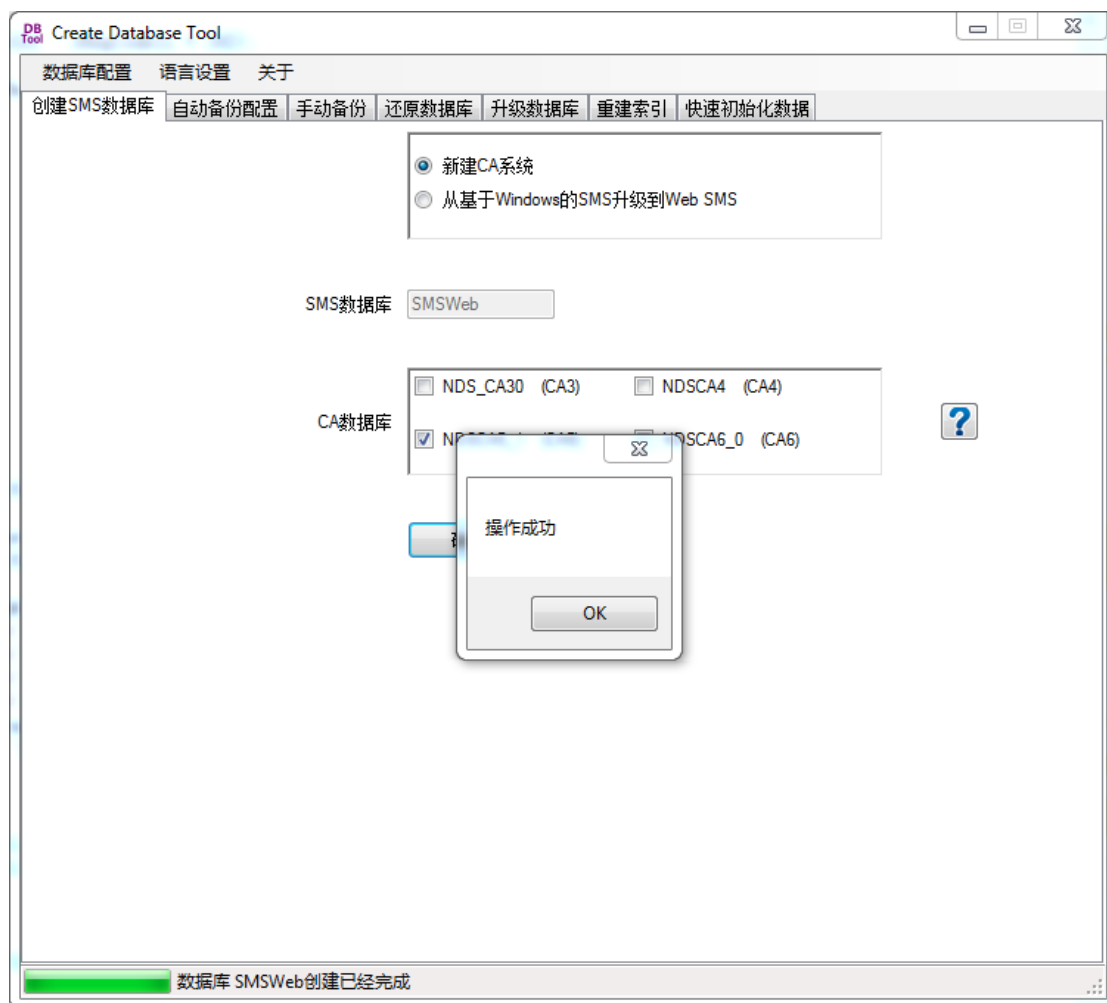 DB Tool Create Database Tool
数据库配置 语言设置 关于
创建SMS数据库 自动备份配置 手动备份 还原数据库 升级数据库 重建索引 快速初始化数据
新建CA系统
从基于Windows的SMS升级到Web SMS
SMS数据库 SMSWeb
NDS_CA30 (CA3) NDSCA4 (CA4)
CA数据库
NDSCA6_0 (CA6)
操作成功
OK
数据库 SMSWeb创建已经完成